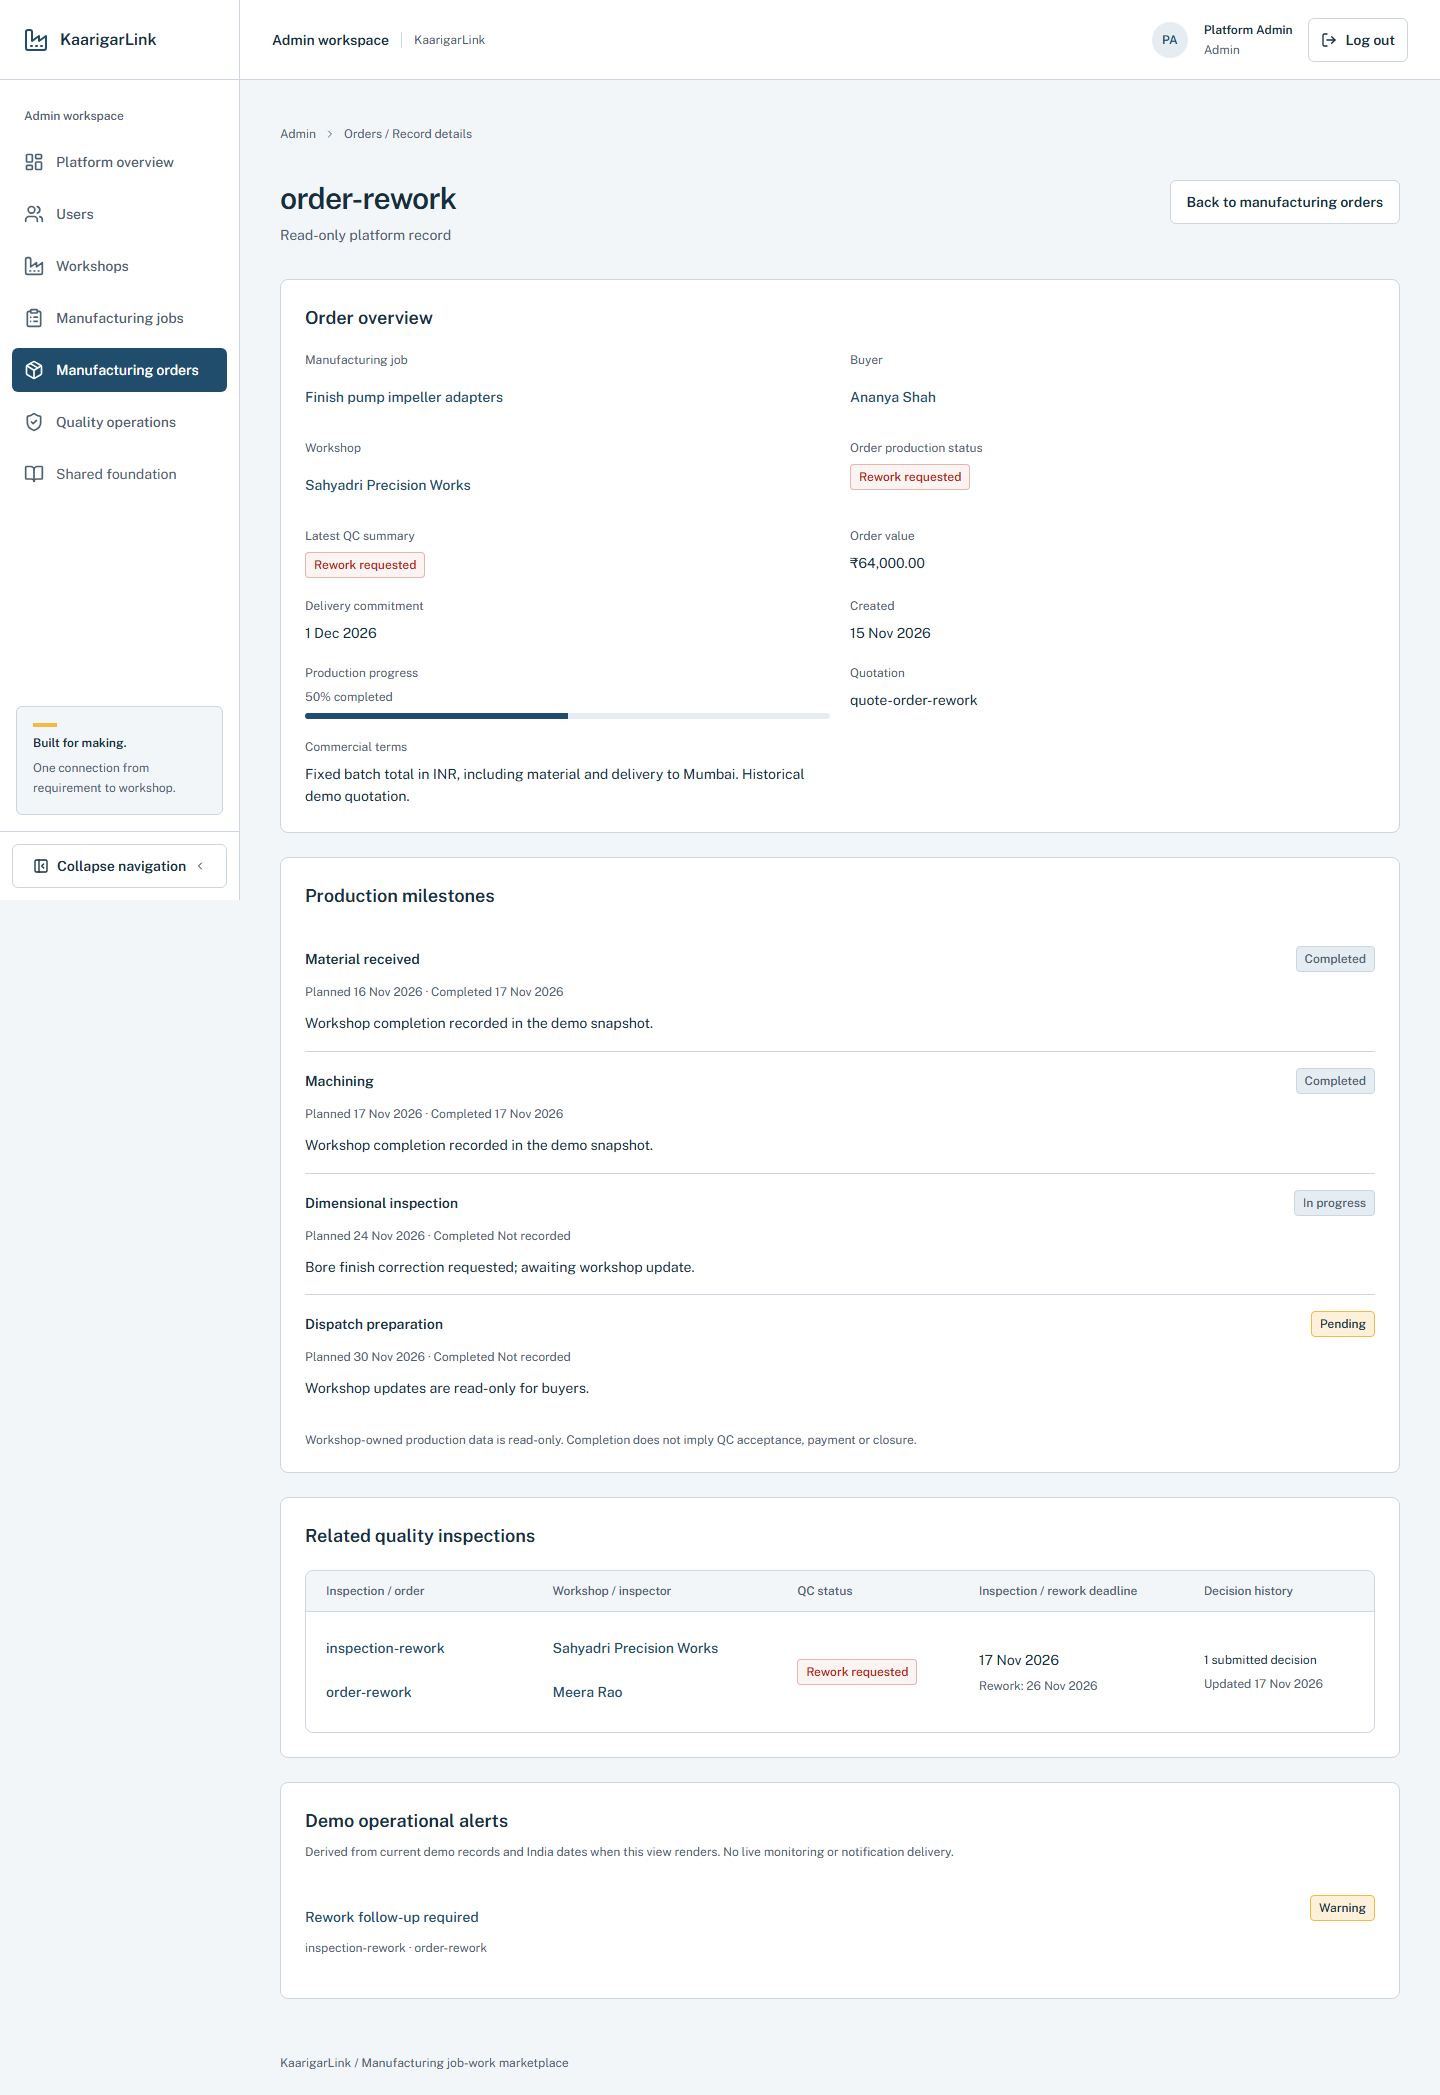 KaarigarLink
Admin workspace
KaarigarLink
PA
Platform Admin
Admin
Log out
Admin workspace
Platform overview
Users
Workshops
Manufacturing jobs
Manufacturing orders
Quality operations
Shared foundation
Built for making.
One connection from
requirement to workshop.
Collapse navigation
Admin
Orders / Record details
order-rework
Read-only platform record
Back to manufacturing orders
Order overview
Manufacturing job
Finish pump impeller adapters
Buyer
Ananya Shah
Workshop
Sahyadri Precision Works
Order production status
Rework requested
Latest QC summary
Rework requested
Order value
₹64,000.00
Delivery commitment
1 Dec 2026
Created
15 Nov 2026
Production progress
50% completed
Quotation
quote-order-rework
Commercial terms
Fixed batch total in INR, including material and delivery to Mumbai. Historical
demo quotation.
Production milestones
Material received
Completed
Planned 16 Nov 2026 · Completed 17 Nov 2026
Workshop completion recorded in the demo snapshot.
Machining
Completed
Planned 17 Nov 2026 · Completed 17 Nov 2026
Workshop completion recorded in the demo snapshot.
Dimensional inspection
In progress
Planned 24 Nov 2026 · Completed Not recorded
Bore finish correction requested; awaiting workshop update.
Dispatch preparation
Pending
Planned 30 Nov 2026 · Completed Not recorded
Workshop updates are read-only for buyers.
Workshop-owned production data is read-only. Completion does not imply QC acceptance, payment or closure.
Related quality inspections
Inspection / order
Workshop / inspector
QC status
Inspection / rework deadline
Decision history
inspection-rework
order-rework
Sahyadri Precision Works
Meera Rao
Rework requested
17 Nov 2026
Rework: 26 Nov 2026
1 submitted decision
Updated 17 Nov 2026
Demo operational alerts
Derived from current demo records and India dates when this view renders. No live monitoring or notification delivery.
Rework follow-up required
Warning
inspection-rework · order-rework
KaarigarLink / Manufacturing job-work marketplace